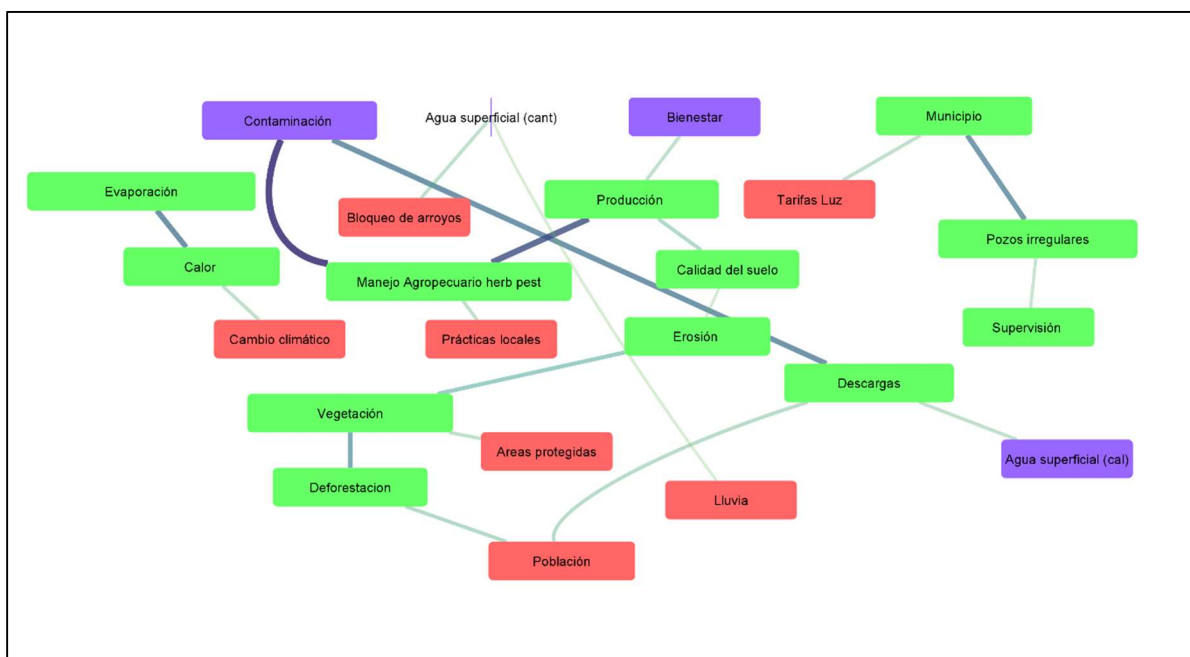 Contaminación
Agua superficial (cant)
Bienestar
Municipio
Evaporación
Bloqueo de arroyos
Producción
Tarifas Luz
Pozos irregulares
Calor
Manejo Agropecuario herb pest
Calidad del suelo
Cambio climático
Prácticas locales
Erosión
Supervisión
Descargas
Vegetación
Areas protegidas
Agua superficial (cal)
Deforestacion
Lluvia
Población